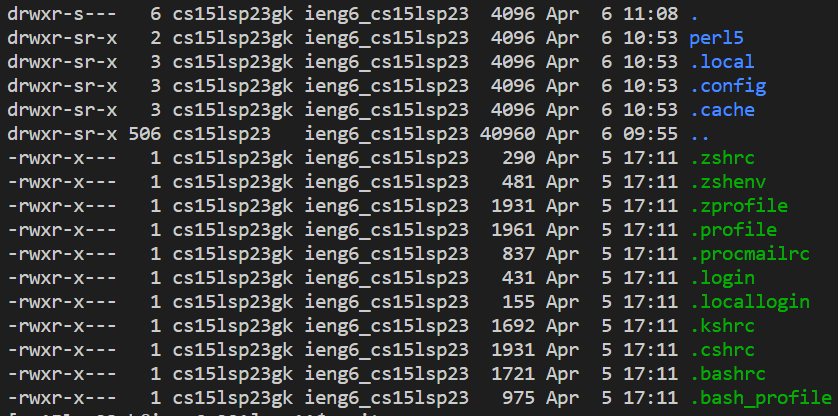 drwxr-s---   6 cs15lsp23gk ieng6_cs15lsp23  4096 Apr  6 11:08 .
drwxr-sr-x   2 cs15lsp23gk ieng6_cs15lsp23  4096 Apr  6 10:53 perl5
drwxr-sr-x   3 cs15lsp23gk ieng6_cs15lsp23  4096 Apr  6 10:53 .local
drwxr-sr-x   3 cs15lsp23gk ieng6_cs15lsp23  4096 Apr  6 10:53 .config
drwxr-sr-x   3 cs15lsp23gk ieng6_cs15lsp23  4096 Apr  6 10:53 .cache
drwxr-sr-x 506 cs15lsp23   ieng6_cs15lsp23 40960 Apr  6 09:55 ..
-rwxr-x---   1 cs15lsp23gk ieng6_cs15lsp23   290 Apr  5 17:11 .zshrc
-rwxr-x---   1 cs15lsp23gk ieng6_cs15lsp23   481 Apr  5 17:11 .zshenv
-rwxr-x---   1 cs15lsp23gk ieng6_cs15lsp23  1931 Apr  5 17:11 .zprofile
-rwxr-x---   1 cs15lsp23gk ieng6_cs15lsp23  1961 Apr  5 17:11 .profile
-rwxr-x---   1 cs15lsp23gk ieng6_cs15lsp23   837 Apr  5 17:11 .procmailrc
-rwxr-x---   1 cs15lsp23gk ieng6_cs15lsp23   431 Apr  5 17:11 .login
-rwxr-x---   1 cs15lsp23gk ieng6_cs15lsp23   155 Apr  5 17:11 .locallogin
-rwxr-x---   1 cs15lsp23gk ieng6_cs15lsp23  1692 Apr  5 17:11 .kshrc
-rwxr-x---   1 cs15lsp23gk ieng6_cs15lsp23  1931 Apr  5 17:11 .cshrc
-rwxr-x---   1 cs15lsp23gk ieng6_cs15lsp23  1721 Apr  5 17:11 .bashrc
-rwxr-x---   1 cs15lsp23gk ieng6_cs15lsp23   975 Apr  5 17:11 .bash_profile